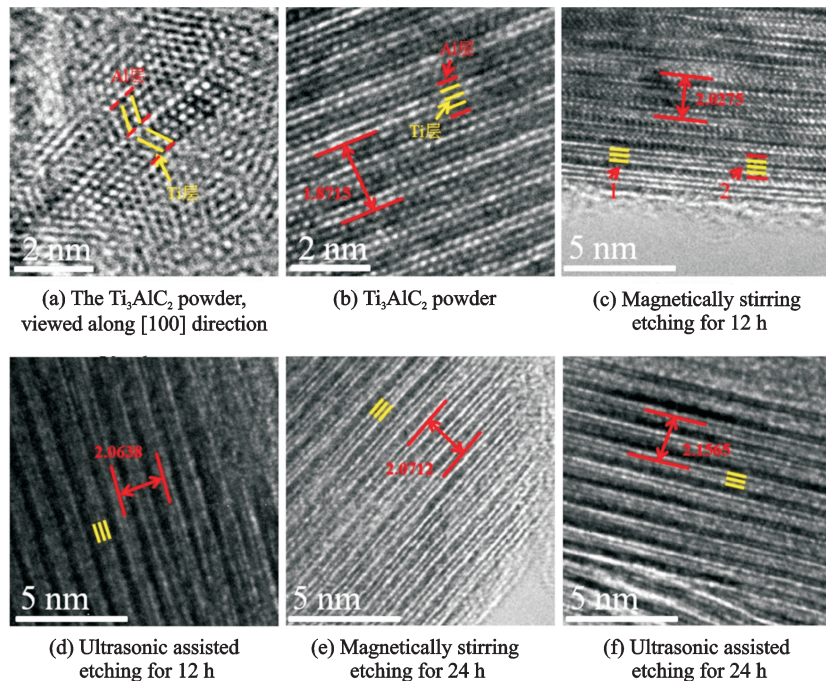 Al层
Ti层
2 nm
(a) The Ti₃AlC₂ powder,
viewed along [100] direction
Al层
Ti层
1.8715
2 nm
(b) Ti₃AlC₂ powder
2.0275
1
2
5 nm
(c) Magnetically stirring
etching for 12 h
2.0638
5 nm
(d) Ultrasonic assisted
etching for 12 h
2.0712
5 nm
(e) Magnetically stirring
etching for 24 h
2.1565
5 nm
(f) Ultrasonic assisted
etching for 24 h